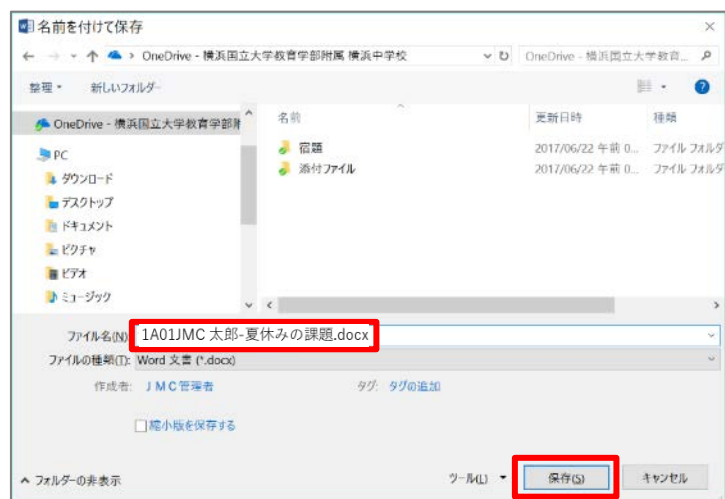 名前を付けて保存
OneDrive - 横浜国立大学教育学部附属 横浜中学校
OneDrive - 横浜国立大学教育...
整理
新しいフォルダー
名前 更新日時 種類
OneDrive - 横浜国立大学教育学部附
PC
ダウンロード
デスクトップ
ドキュメント
ピクチャ
ビデオ
ミュージック
宿題 2017/06/22 午前 0... ファイル フォルダ
添付ファイル 2017/06/22 午前 0... ファイル フォルダ
ファイル名(N): 1A01JMC 太郎-夏休みの課題.docx
ファイルの種類(T): Word 文書 (*.docx)
作成者: JMC管理者 タグ: タグの追加
縮小版を保存する
フォルダーの非表示 ツール(L) 保存(S) キャンセル